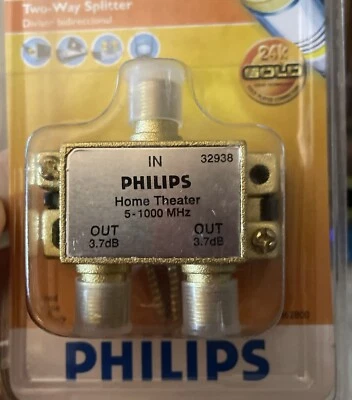 Two-Way Splitter
Divisor bidireccional
24k
GOLD
IN 32938
PHILIPS
Home Theater
5-1000 MHz
OUT OUT
3.7dB 3.7dB
PHILIPS